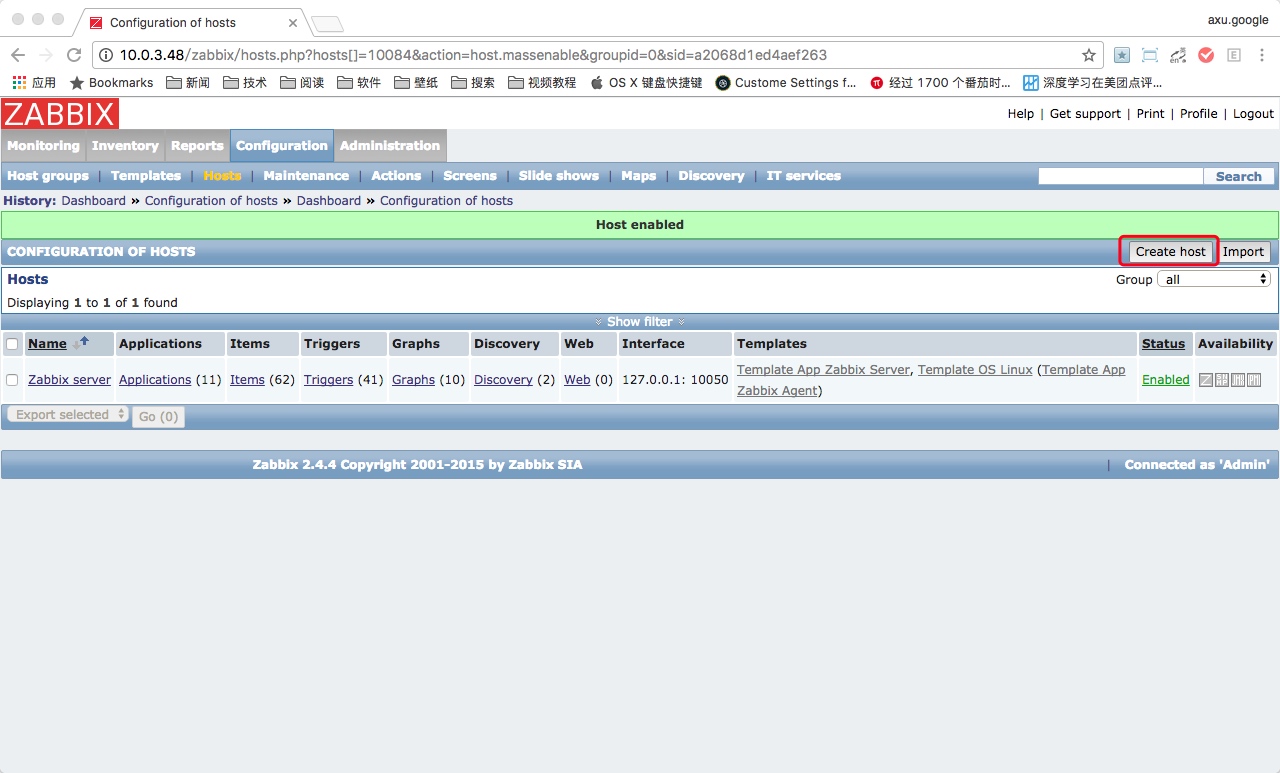 Configuration of hosts
axu.google
10.0.3.48/zabbix/hosts.php?hosts[]=10084&action=host.massenable&groupid=0&sid=a2068d1ed4aef263
应用 Bookmarks 新闻 技术 阅读 软件 壁纸 搜索 视频教程 OS X 键盘快捷键 Custome Settings f... 经过 1700 个番茄时... 深度学习在美团点评...
ZABBIX
Help | Get support | Print | Profile | Logout
Monitoring Inventory Reports Configuration Administration
Host groups | Templates | Hosts | Maintenance | Actions | Screens | Slide shows | Maps | Discovery | IT services Search
History: Dashboard » Configuration of hosts » Dashboard » Configuration of hosts
Host enabled
CONFIGURATION OF HOSTS Create host Import
Hosts Group all
Displaying 1 to 1 of 1 found
Show filter
Name Applications Items Triggers Graphs Discovery Web Interface Templates Status Availability
Zabbix server Applications (11) Items (62) Triggers (41) Graphs (10) Discovery (2) Web (0) 127.0.0.1: 10050 Template App Zabbix Server, Template OS Linux (Template App Zabbix Agent) Enabled
Export selected Go (0)
Zabbix 2.4.4 Copyright 2001-2015 by Zabbix SIA | Connected as 'Admin'